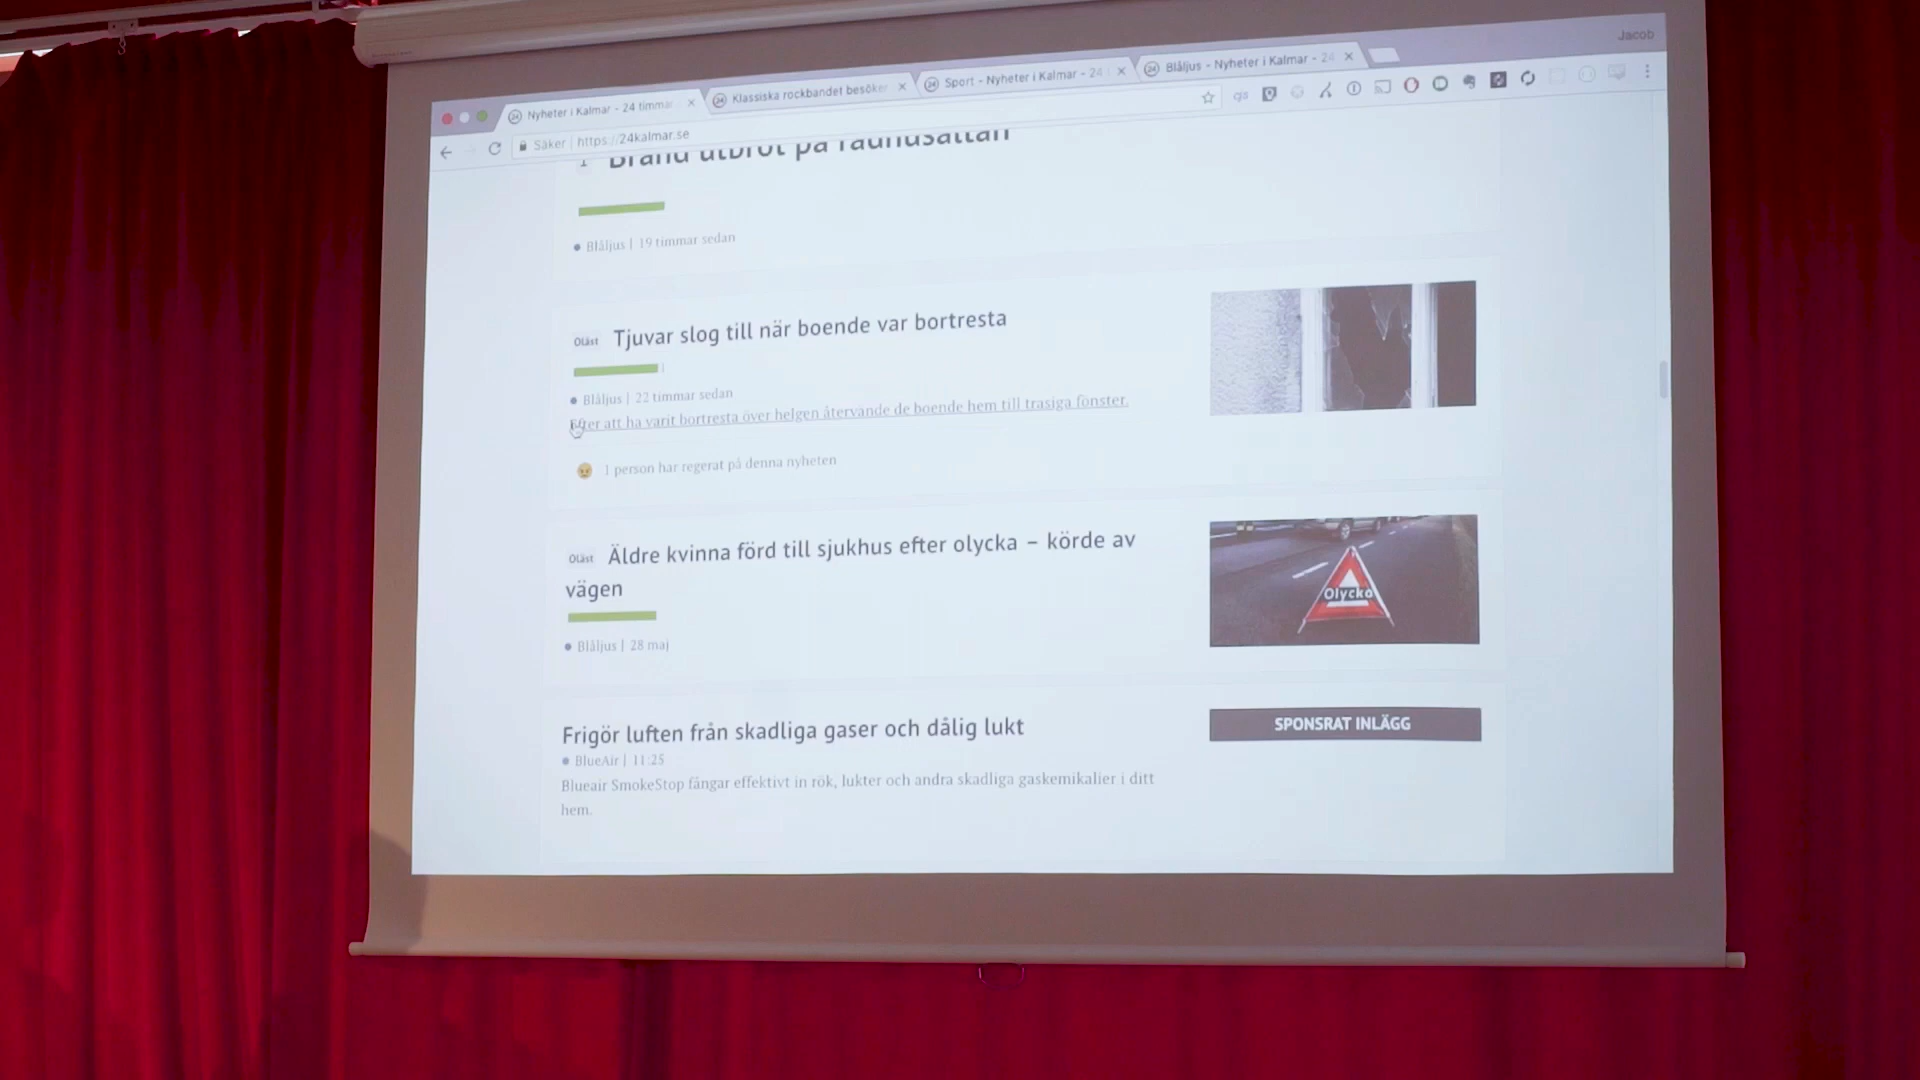 Jacob
Nyheter i Kalmar - 24 timma
Klassiska rockbandet besöker
Sport - Nyheter i Kalmar - 24
Blåljus - Nyheter i Kalmar - 24
Säker | https://24kalmar.se
Brand utbröt på
Blåljus | 19 timmar sedan
Oläst Tjuvar slog till när boende var bortresta
Blåljus | 22 timmar sedan
Efter att ha varit bortresta över helgen återvände de boende hem till trasiga fönster.
1 person har regerat på denna nyheten
Oläst Äldre kvinna förd till sjukhus efter olycka – körde av
vägen
Olycka
Blåljus | 28 maj
Frigör luften från skadliga gaser och dålig lukt
SPONSRAT INLÄGG
BlueAir | 11:25
Blueair SmokeStop fångar effektivt in rök, lukter och andra skadliga gaskemikalier i ditt
hem.